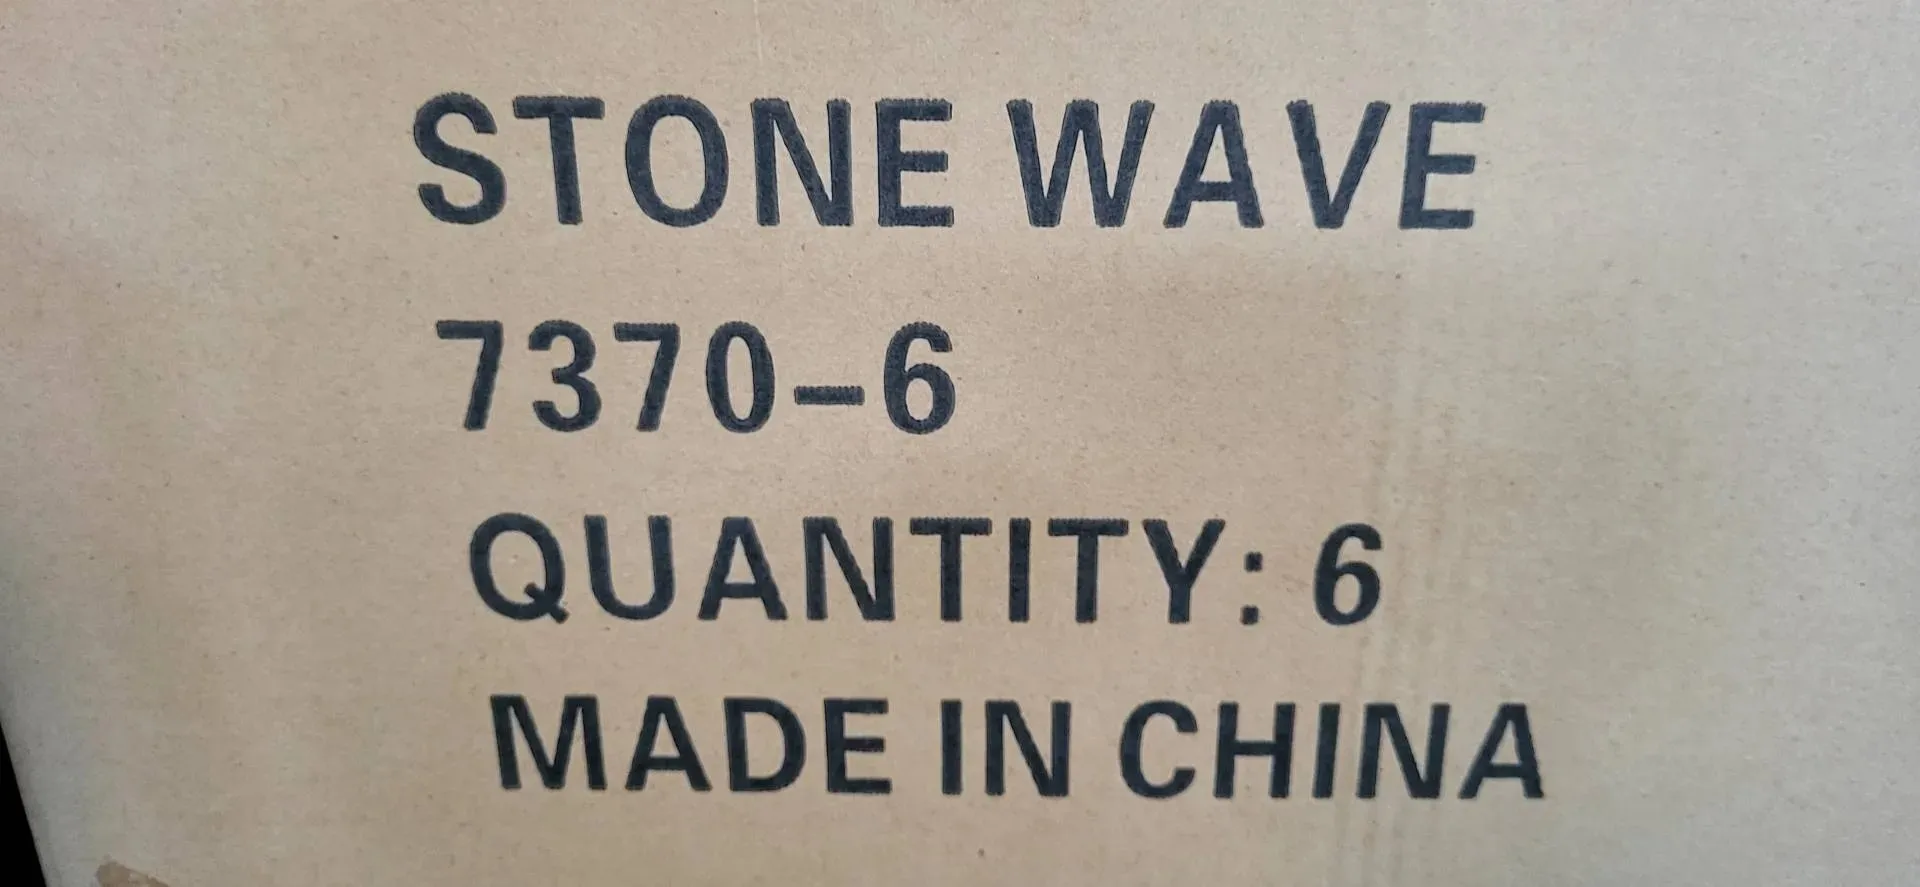 STONE WAVE
7370-6
QUANTITY: 6
MADE IN CHINA